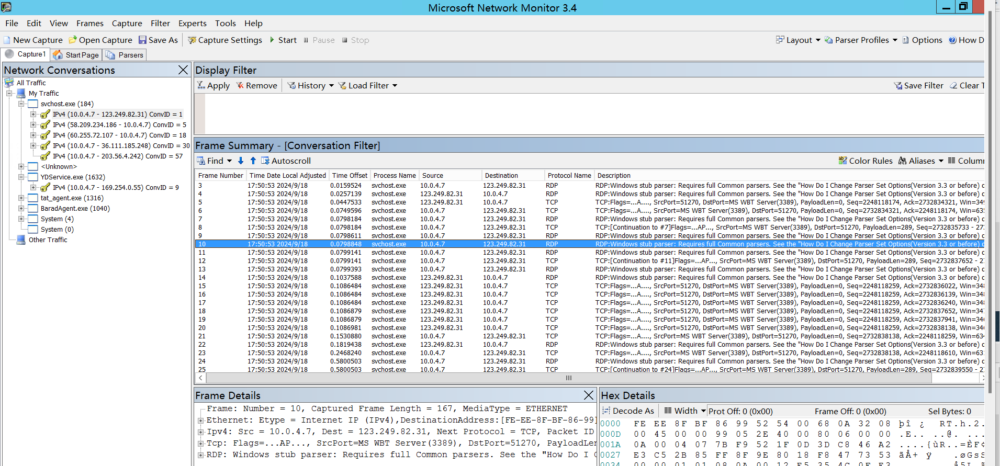 Microsoft Network Monitor 3.4
File Edit View Frames Capture Filter Experts Tools Help
New Capture Open Capture Save As Capture Settings Start Pause Stop Layout Parser Profiles Options How D
Capture1 Start Page Parsers
Network Conversations
All Traffic
My Traffic
svchost.exe (184)
IPv4 (10.0.4.7 - 123.249.82.31) ConvID = 1
IPv4 (58.209.234.186 - 10.0.4.7) ConvID = 5
IPv4 (60.255.72.107 - 10.0.4.7) ConvID = 18
IPv4 (10.0.4.7 - 36.111.185.248) ConvID = 30
IPv4 (10.0.4.7 - 203.56.4.242) ConvID = 57
<Unknown>
YDService.exe (1632)
IPv4 (10.0.4.7 - 169.254.0.55) ConvID = 9
tat_agent.exe (1316)
BaradAgent.exe (1040)
System (4)
System (0)
Other Traffic
Display Filter
Apply Remove History Load Filter Save Filter Clear T
Frame Summary - [Conversation Filter]
Find Autoscroll Color Rules Aliases Colum
Frame Number Time Date Local Adjusted Time Offset Process Name Source Destination Protocol Name Description
3 17:50:53 2024/9/18 0.0159524 svchost.exe 10.0.4.7 123.249.82.31 RDP RDP:Windows stub parser: Requires full Common parsers. See the "How Do I Change Parser Set Options(Version 3.3 or before) o
4 17:50:53 2024/9/18 0.0257139 svchost.exe 123.249.82.31 10.0.4.7 RDP RDP:Windows stub parser: Requires full Common parsers. See the "How Do I Change Parser Set Options(Version 3.3 or before) o
5 17:50:53 2024/9/18 0.0447533 svchost.exe 123.249.82.31 10.0.4.7 TCP TCP:Flags=...A...., SrcPort=51270, DstPort=MS WBT Server(3389), PayloadLen=0, Seq=2248118174, Ack=2732834321, Win=349
6 17:50:53 2024/9/18 0.0749596 svchost.exe 10.0.4.7 123.249.82.31 TCP TCP:Flags=...A...., SrcPort=MS WBT Server(3389), DstPort=51270, PayloadLen=0, Seq=2732834321, Ack=2248118174, Win=635
7 17:50:53 2024/9/18 0.0798184 svchost.exe 10.0.4.7 123.249.82.31 RDP RDP:Windows stub parser: Requires full Common parsers. See the "How Do I Change Parser Set Options(Version 3.3 or before) o
8 17:50:53 2024/9/18 0.0798184 svchost.exe 10.0.4.7 123.249.82.31 TCP TCP:[Continuation to #7]Flags=...AP..., SrcPort=MS WBT Server(3389), DstPort=51270, PayloadLen=289, Seq=2732835733 - 27
9 17:50:53 2024/9/18 0.0798611 svchost.exe 10.0.4.7 123.249.82.31 RDP RDP:Windows stub parser: Requires full Common parsers. See the "How Do I Change Parser Set Options(Version 3.3 or before) o
10 17:50:53 2024/9/18 0.0798848 svchost.exe 10.0.4.7 123.249.82.31 RDP RDP:Windows stub parser: Requires full Common parsers. See the "How Do I Change Parser Set Options(Version 3.3 or before) o
11 17:50:53 2024/9/18 0.0799141 svchost.exe 10.0.4.7 123.249.82.31 RDP RDP:Windows stub parser: Requires full Common parsers. See the "How Do I Change Parser Set Options(Version 3.3 or before) o
12 17:50:53 2024/9/18 0.0799141 svchost.exe 10.0.4.7 123.249.82.31 TCP TCP:[Continuation to #11]Flags=...AP..., SrcPort=MS WBT Server(3389), DstPort=51270, PayloadLen=289, Seq=2732837652 - 2
13 17:50:53 2024/9/18 0.0799393 svchost.exe 10.0.4.7 123.249.82.31 RDP RDP:Windows stub parser: Requires full Common parsers. See the "How Do I Change Parser Set Options(Version 3.3 or before) o
14 17:50:53 2024/9/18 0.1037588 svchost.exe 123.249.82.31 10.0.4.7 RDP RDP:Windows stub parser: Requires full Common parsers. See the "How Do I Change Parser Set Options(Version 3.3 or before) o
15 17:50:53 2024/9/18 0.1086484 svchost.exe 123.249.82.31 10.0.4.7 TCP TCP:Flags=...A...., SrcPort=51270, DstPort=MS WBT Server(3389), PayloadLen=0, Seq=2248118259, Ack=2732836022, Win=348
16 17:50:53 2024/9/18 0.1086484 svchost.exe 123.249.82.31 10.0.4.7 TCP TCP:Flags=...A...., SrcPort=51270, DstPort=MS WBT Server(3389), PayloadLen=0, Seq=2248118259, Ack=2732836139, Win=348
17 17:50:53 2024/9/18 0.1086484 svchost.exe 123.249.82.31 10.0.4.7 TCP TCP:Flags=...A...., SrcPort=51270, DstPort=MS WBT Server(3389), PayloadLen=0, Seq=2248118259, Ack=2732836240, Win=348
18 17:50:53 2024/9/18 0.1086879 svchost.exe 123.249.82.31 10.0.4.7 TCP TCP:Flags=...A...., SrcPort=51270, DstPort=MS WBT Server(3389), PayloadLen=0, Seq=2248118259, Ack=2732837652, Win=347
19 17:50:53 2024/9/18 0.1086879 svchost.exe 123.249.82.31 10.0.4.7 TCP TCP:Flags=...A...., SrcPort=51270, DstPort=MS WBT Server(3389), PayloadLen=0, Seq=2248118259, Ack=2732837941, Win=346
20 17:50:53 2024/9/18 0.1086981 svchost.exe 123.249.82.31 10.0.4.7 TCP TCP:Flags=...A...., SrcPort=51270, DstPort=MS WBT Server(3389), PayloadLen=0, Seq=2248118259, Ack=2732838138, Win=346
21 17:50:53 2024/9/18 0.1530880 svchost.exe 10.0.4.7 123.249.82.31 TCP TCP:Flags=...A...., SrcPort=MS WBT Server(3389), DstPort=51270, PayloadLen=0, Seq=2732838138, Ack=2248118259, Win=634
22 17:50:53 2024/9/18 0.1819438 svchost.exe 123.249.82.31 10.0.4.7 RDP RDP:Windows stub parser: Requires full Common parsers. See the "How Do I Change Parser Set Options(Version 3.3 or before) o
23 17:50:53 2024/9/18 0.2468240 svchost.exe 10.0.4.7 123.249.82.31 TCP TCP:Flags=...A...., SrcPort=MS WBT Server(3389), DstPort=51270, PayloadLen=0, Seq=2732838138, Ack=2248118610, Win=631
24 17:50:53 2024/9/18 0.5800503 svchost.exe 10.0.4.7 123.249.82.31 RDP RDP:Windows stub parser: Requires full Common parsers. See the "How Do I Change Parser Set Options(Version 3.3 or before) o
25 17:50:53 2024/9/18 0.5800503 svchost.exe 10.0.4.7 123.249.82.31 TCP TCP:[Continuation to #24]Flags=...AP..., SrcPort=MS WBT Server(3389), DstPort=51270, PayloadLen=289, Seq=2732839550 - 2
Frame Details
Frame: Number = 10, Captured Frame Length = 167, MediaType = ETHERNET
Ethernet: Etype = Internet IP (IPv4),DestinationAddress:[FE-EE-8F-BF-86-99]
Ipv4: Src = 10.0.4.7, Dest = 123.249.82.31, Next Protocol = TCP, Packet ID
Tcp: Flags=...AP..., SrcPort=MS WBT Server(3389), DstPort=51270, PayloadLen
RDP: Windows stub parser: Requires full Common parsers. See the "How Do I C
Hex Details
Decode As Width Prot Off: 0 (0x00) Frame Off: 0 (0x00) Sel Bytes: 0
0000 FE EE 8F BF 86 99 52 54 00 68 0A 32 08 þî ¿ RT.h.2.
000D 00 45 00 00 99 05 2E 40 00 80 06 00 00 .E.. ..@. ...
001A 0A 00 04 07 7B F9 52 1F 0D 3D C8 46 A2 ....{ùR..=ÈF¢
0027 E3 C5 2B 85 FF 8F 9E 80 18 F8 47 73 53 ãÅ+ ÿ .øGsS
0034 00 00 01 01 08 0A 00 12 F5 35 4C 0E F3